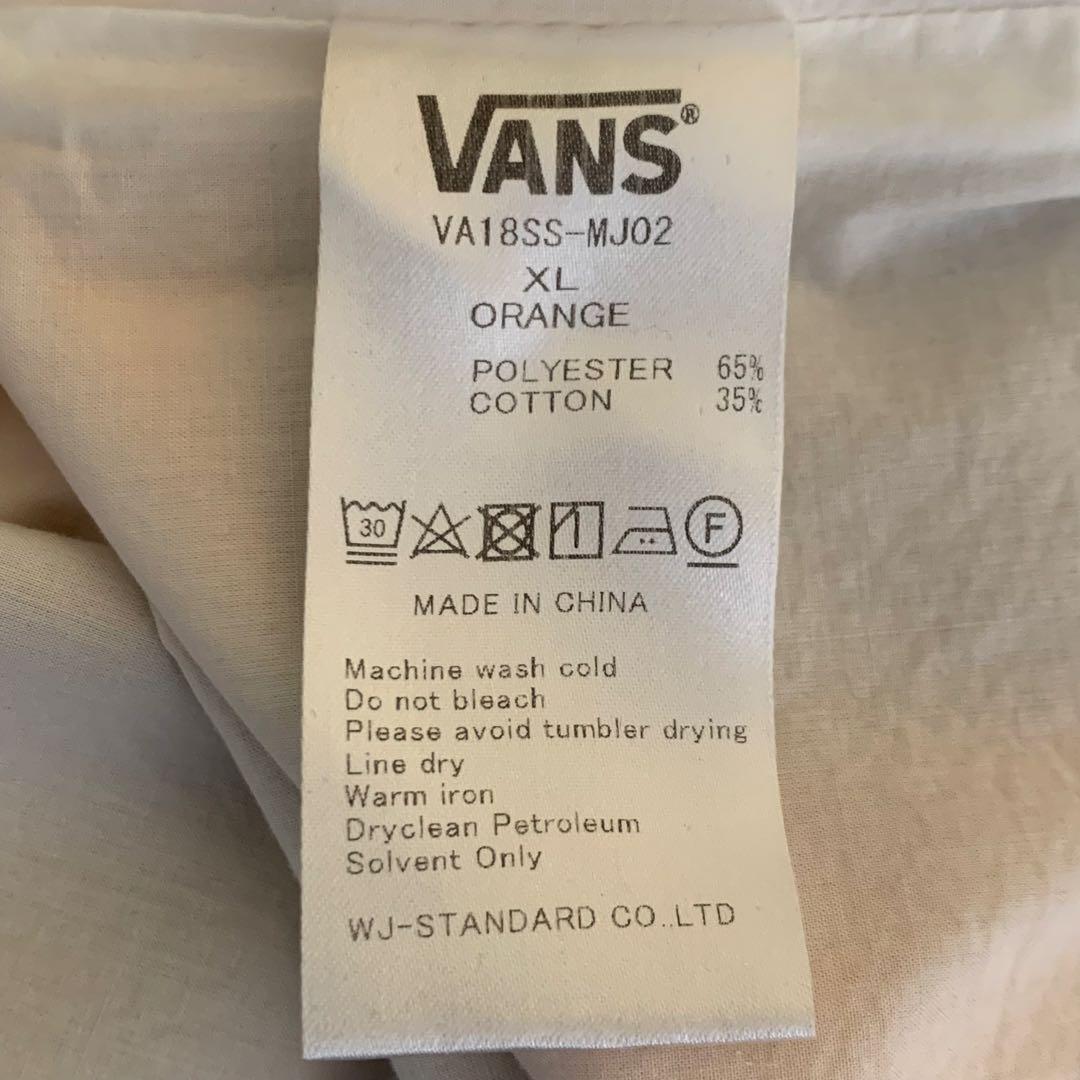 VANS®
VA18SS-MJ02
XL
ORANGE
POLYESTER 65%
COTTON 35%
30 F
MADE IN CHINA
Machine wash cold
Do not bleach
Please avoid tumbler drying
Line dry
Warm iron
Dryclean Petroleum
Solvent Only
WJ-STANDARD CO.,LTD